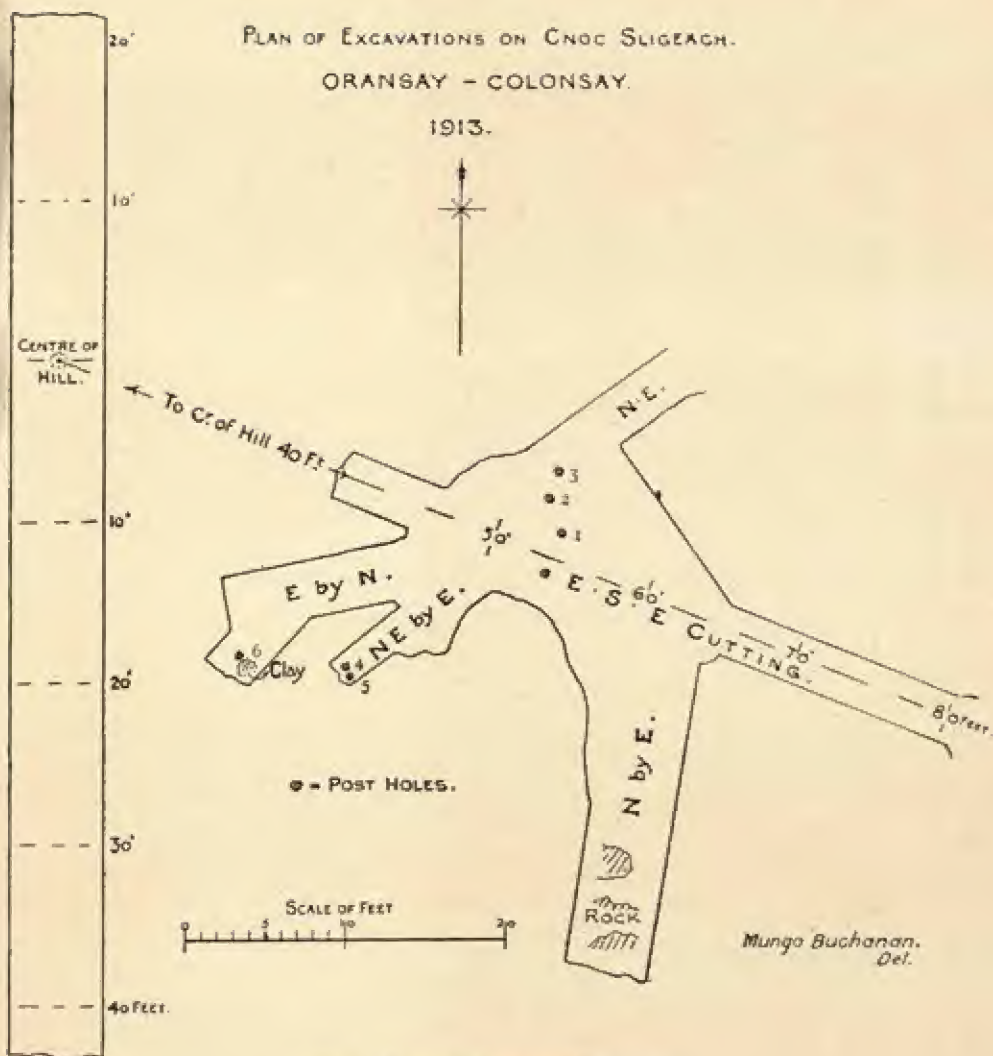 PLAN OF EXCAVATIONS ON CNOC SLIGEACH.
ORANSAY - COLONSAY.
1913.
20'
10'
CENTRE OF
HILL.
10'
20'
30'
40 FEET.
To Cr. of Hill 40 Ft.
N.E.
3
2
1
50'
60'
70'
80 FEET.
E.S.E CUTTING.
E by N.
NE by E.
6
Clay
4
5
N by E.
= POST HOLES.
ROCK
SCALE OF FEET
0 5 10 20
Mungo Buchanan.
Del.